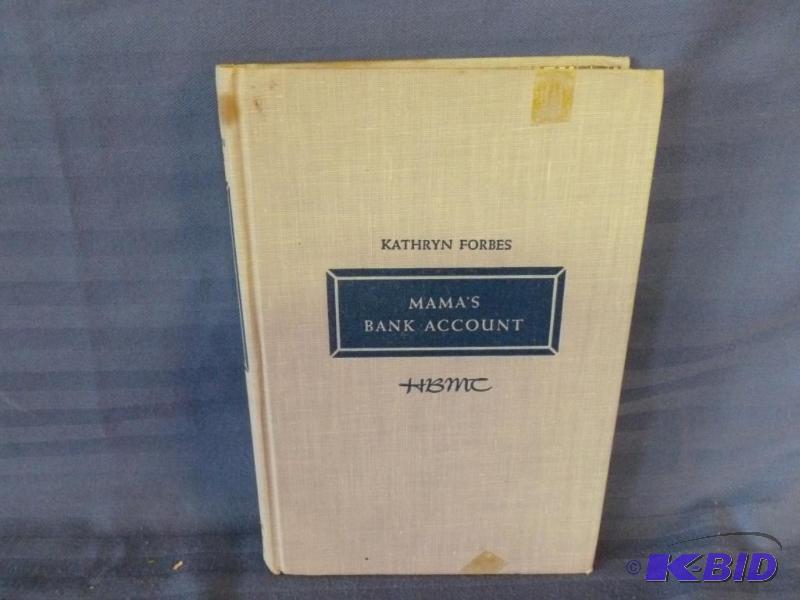 KATHRYN FORBES
MAMA'S
BANK ACCOUNT
HBMC
© K-BID